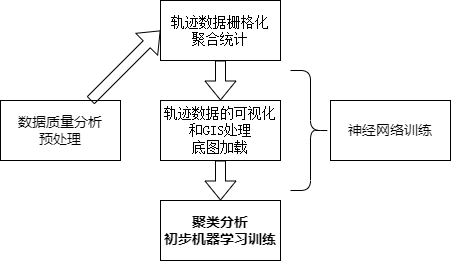 轨迹数据栅格化
聚合统计
数据质量分析
预处理
轨迹数据的可视化
和GIS处理
底图加载
神经网络训练
聚类分析
初步机器学习训练